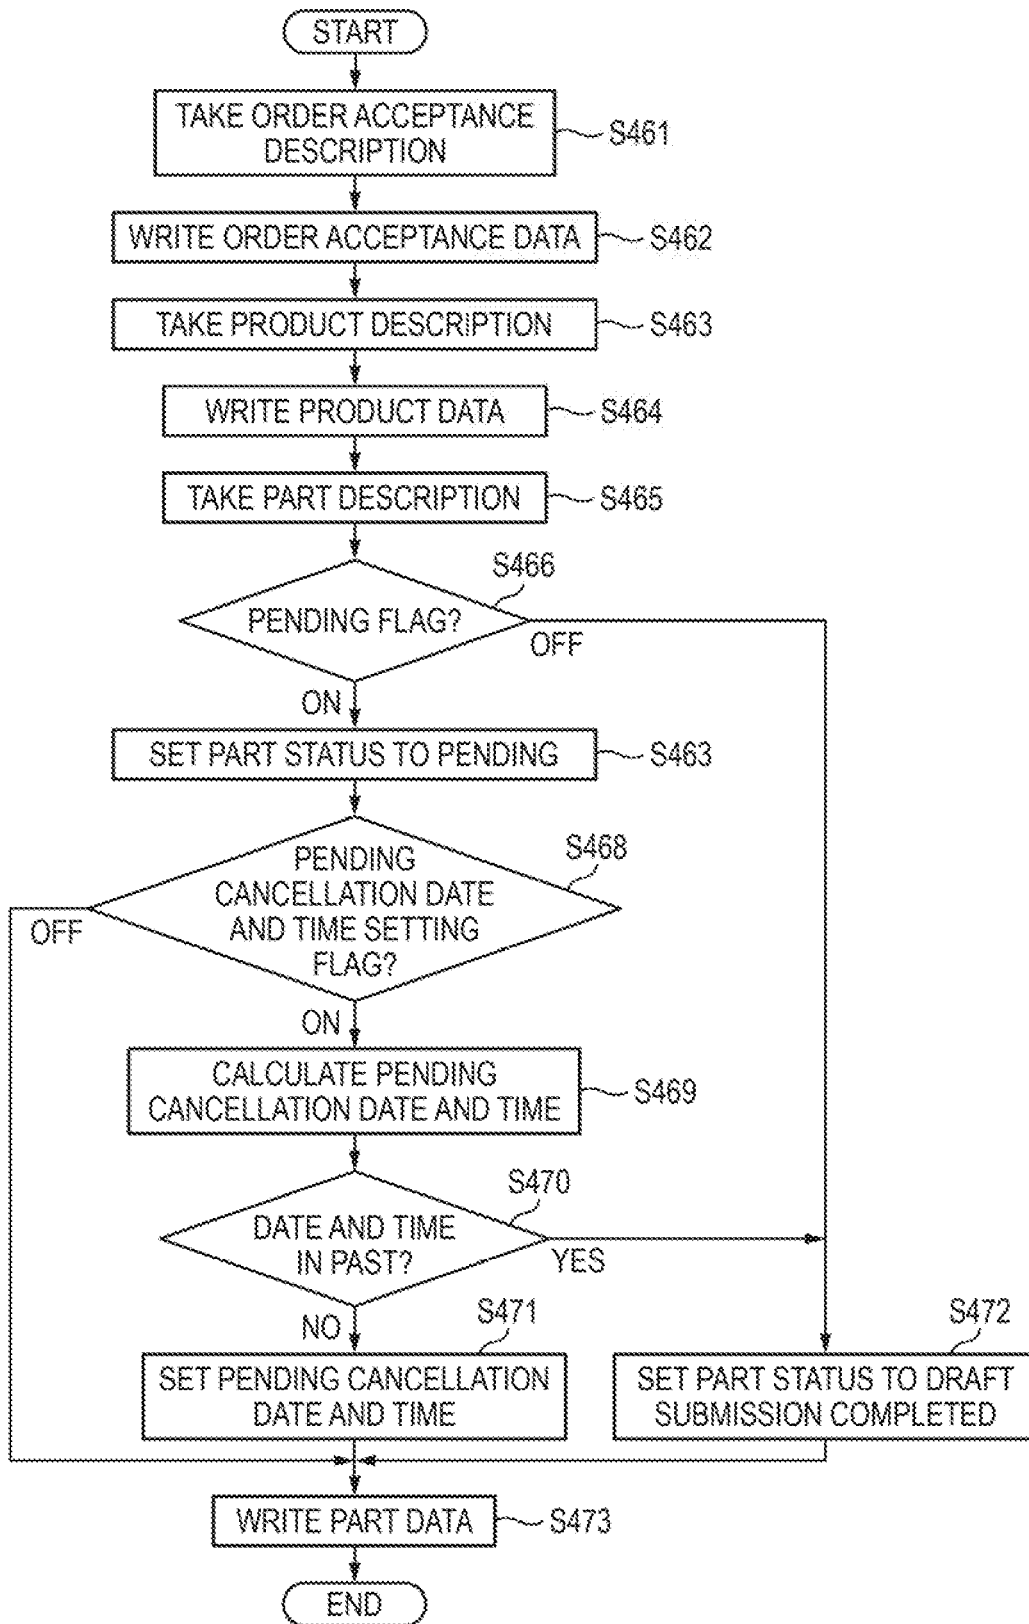 START
TAKE ORDER ACCEPTANCE
DESCRIPTION
S461
WRITE ORDER ACCEPTANCE DATA
S462
TAKE PRODUCT DESCRIPTION
S463
WRITE PRODUCT DATA
S464
TAKE PART DESCRIPTION
S465
S466
PENDING FLAG?
OFF
ON
SET PART STATUS TO PENDING
S463
S468
PENDING
CANCELLATION DATE
AND TIME SETTING
FLAG?
OFF
ON
CALCULATE PENDING
CANCELLATION DATE AND TIME
S469
S470
DATE AND TIME
IN PAST?
YES
NO
S471
SET PENDING CANCELLATION
DATE AND TIME
S472
SET PART STATUS TO DRAFT
SUBMISSION COMPLETED
WRITE PART DATA
S473
END